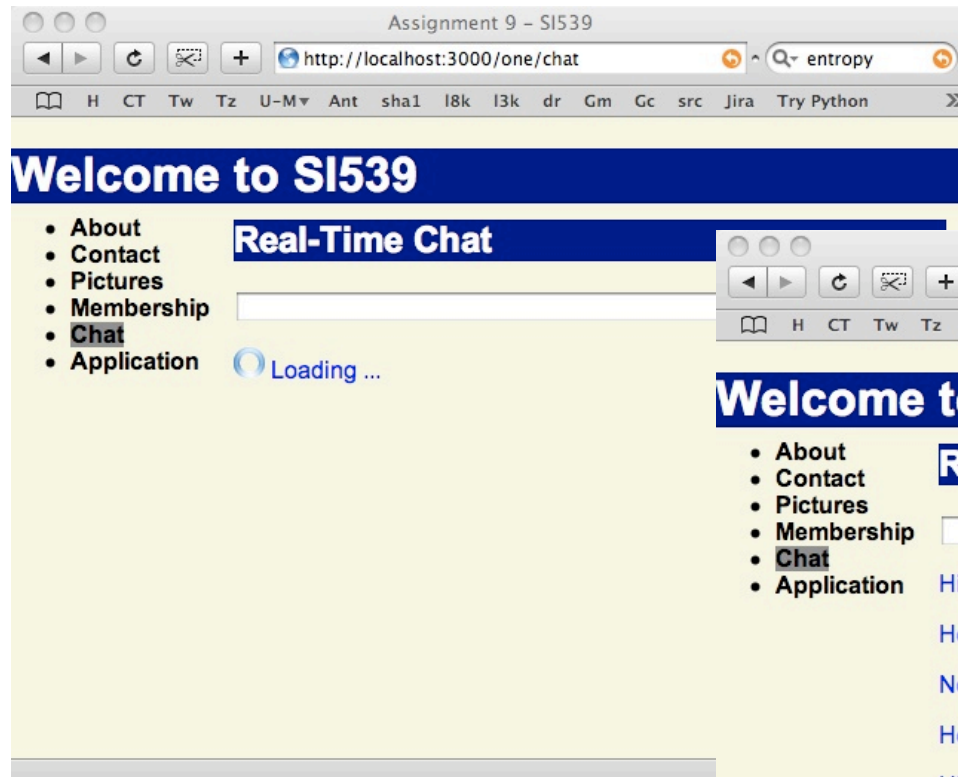 Assignment 9 – SI539
http://localhost:3000/one/chat
entropy
H CT Tw Tz U-M Ant sha1 l8k l3k dr Gm Gc src Jira Try Python
Welcome to SI539
About
Contact
Pictures
Membership
Chat
Application
Real-Time Chat
Loading ...
H CT Tw Tz
Welcome
About
Contact
Pictures
Membership
Chat
Application